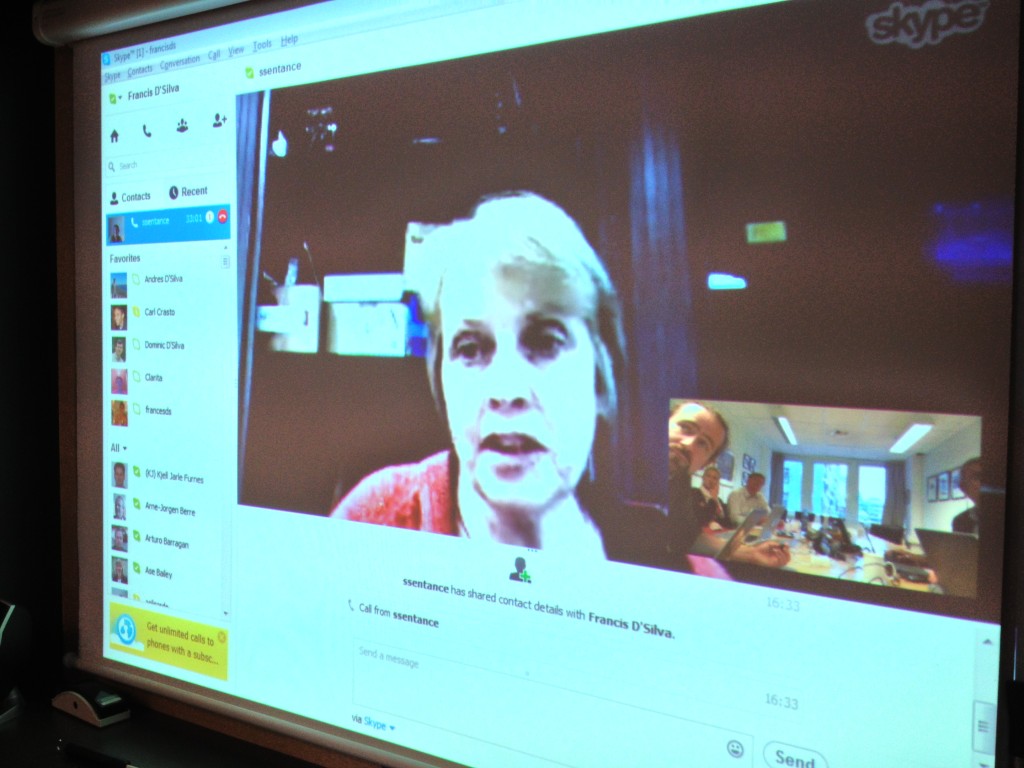 Skype™ [1] - francisds
Skype Contacts Conversation Call View Tools Help
Francis D'Silva
Search
Contacts Recent
ssentance 33:01
Favorites
Andres D'Silva
Carl Crasto
Dominic D'Silva
Clarita
francesds
All
(KJ) Kjell Jarle Furnes
Arne-Jorgen Berre
Arturo Barragan
Ase Bailey
Get unlimited calls to
phones with a subsc...
ssentance
skype
16:33
ssentance has shared contact details with Francis D'Silva.
Call from ssentance
16:33
Send a message
via Skype
Send